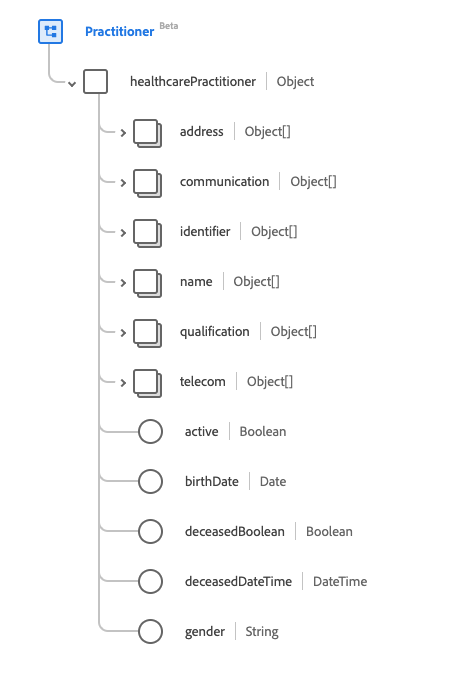 Practitioner Beta
healthcarePractitioner Object
address Object[]
communication Object[]
identifier Object[]
name Object[]
qualification Object[]
telecom Object[]
active Boolean
birthDate Date
deceasedBoolean Boolean
deceasedDateTime DateTime
gender String